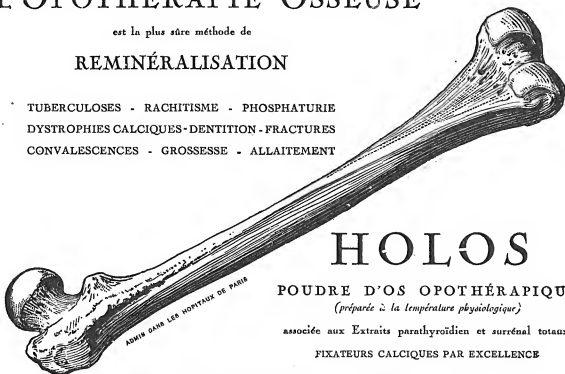 L'OPOTHÉRAPIE OSSEUSE
est la plus sûre méthode de
REMINÉRALISATION
TUBERCULOSES - RACHITISME - PHOSPHATURIE
DYSTROPHIES CALCIQUES - DENTITION - FRACTURES
CONVALESCENCES - GROSSESSE - ALLAITEMENT
ADMIN DANS LES HOPITAUX DE PARIS
HOLOS
POUDRE D'OS OPOTHÉRAPIQU
(préparée à la température physiologique)
associée aux Extraits parathyroïdien et surrénal totau
FIXATEURS CALCIQUES PAR EXCELLENCE